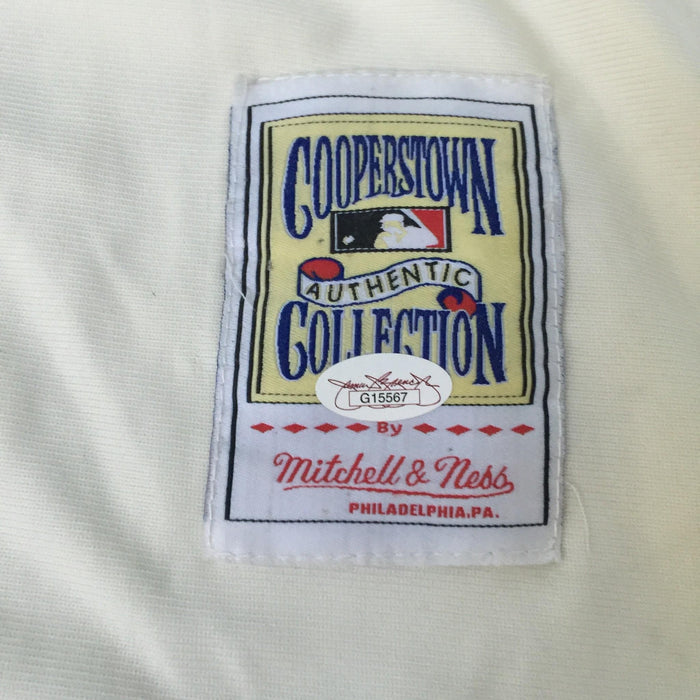 COOPERSTOWN
AUTHENTIC
COLLECTION
G15567
By
Mitchell & Ness
PHILADELPHIA,PA.